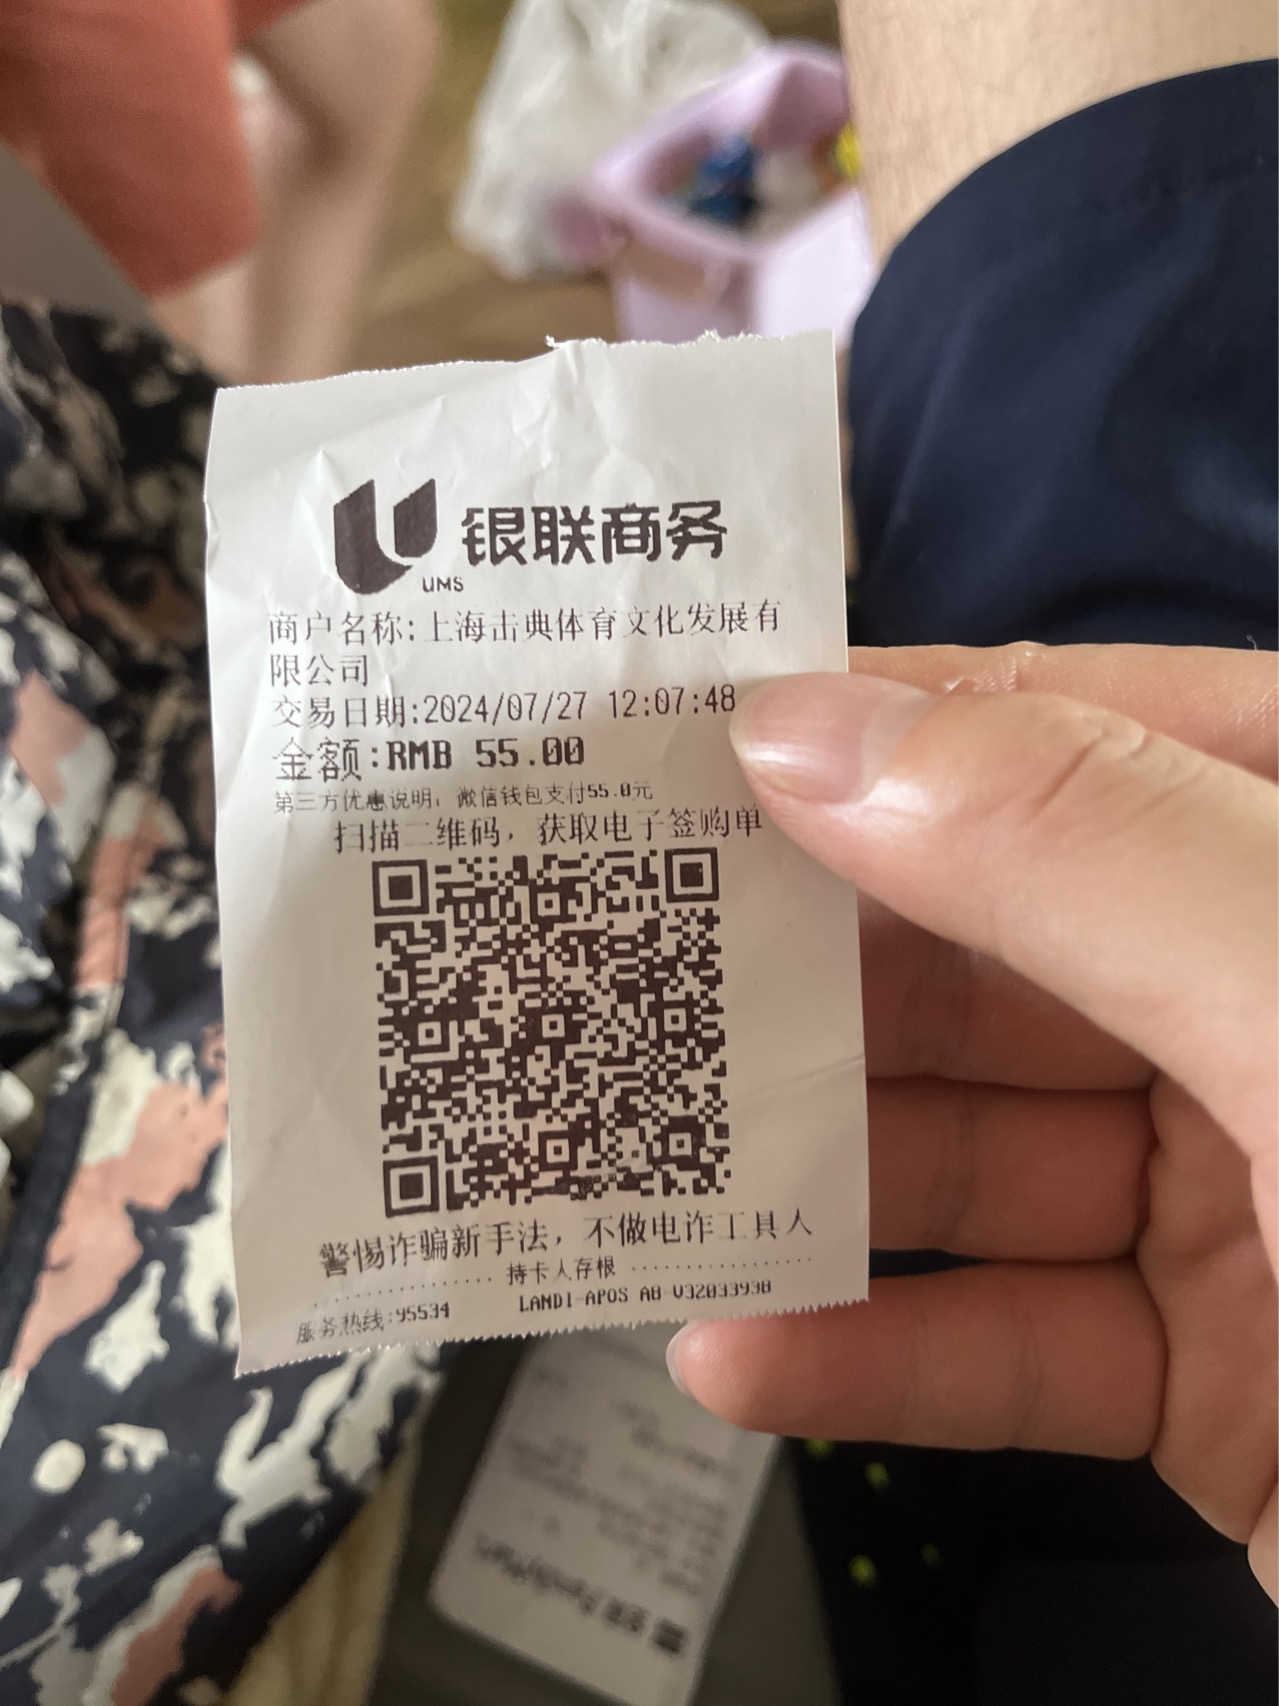 银联商务
UMS
商户名称:上海击典体育文化发展有
限公司
交易日期:2024/07/27 12:07:48
金额:RMB 55.00
第三方优惠说明：微信钱包支付55.0元
扫描二维码，获取电子签购单
警惕诈骗新手法，不做电诈工具人
持卡人存根
服务热线:95534 LANDI-APOS A8-V3203393B
FamilyMart